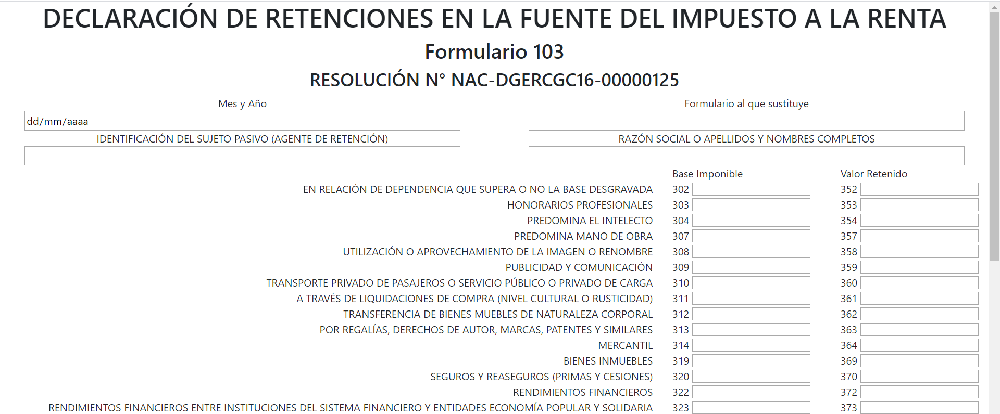 DECLARACIÓN DE RETENCIONES EN LA FUENTE DEL IMPUESTO A LA RENTA
Formulario 103
RESOLUCIÓN N° NAC-DGERCGC16-00000125
Mes y Año Formulario al que sustituye
dd/mm/aaaa
IDENTIFICACIÓN DEL SUJETO PASIVO (AGENTE DE RETENCIÓN) RAZÓN SOCIAL O APELLIDOS Y NOMBRES COMPLETOS
Base Imponible Valor Retenido
EN RELACIÓN DE DEPENDENCIA QUE SUPERA O NO LA BASE DESGRAVADA 302 352
HONORARIOS PROFESIONALES 303 353
PREDOMINA EL INTELECTO 304 354
PREDOMINA MANO DE OBRA 307 357
UTILIZACIÓN O APROVECHAMIENTO DE LA IMAGEN O RENOMBRE 308 358
PUBLICIDAD Y COMUNICACIÓN 309 359
TRANSPORTE PRIVADO DE PASAJEROS O SERVICIO PÚBLICO O PRIVADO DE CARGA 310 360
A TRAVÉS DE LIQUIDACIONES DE COMPRA (NIVEL CULTURAL O RUSTICIDAD) 311 361
TRANSFERENCIA DE BIENES MUEBLES DE NATURALEZA CORPORAL 312 362
POR REGALÍAS, DERECHOS DE AUTOR, MARCAS, PATENTES Y SIMILARES 313 363
MERCANTIL 314 364
BIENES INMUEBLES 319 369
SEGUROS Y REASEGUROS (PRIMAS Y CESIONES) 320 370
RENDIMIENTOS FINANCIEROS 322 372
RENDIMIENTOS FINANCIEROS ENTRE INSTITUCIONES DEL SISTEMA FINANCIERO Y ENTIDADES ECONOMÍA POPULAR Y SOLIDARIA 323 373